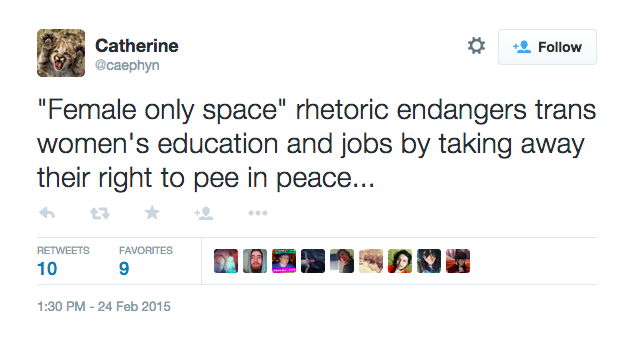 Catherine
@caephyn
Follow
"Female only space" rhetoric endangers trans
women's education and jobs by taking away
their right to pee in peace...
RETWEETS FAVORITES
10 9
1:30 PM - 24 Feb 2015